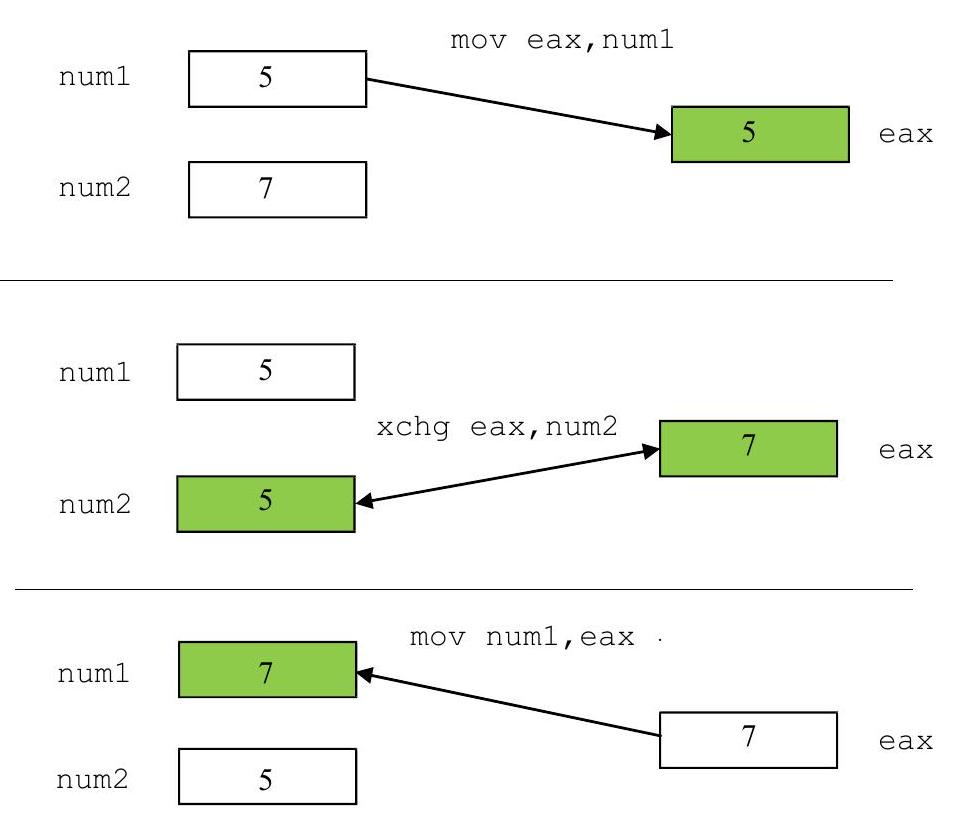 mov eax,num1
num1 5
5 eax
num2 7
num1 5
xchg eax,num2
7 eax
num2 5
mov num1,eax .
num1 7
7 eax
num2 5